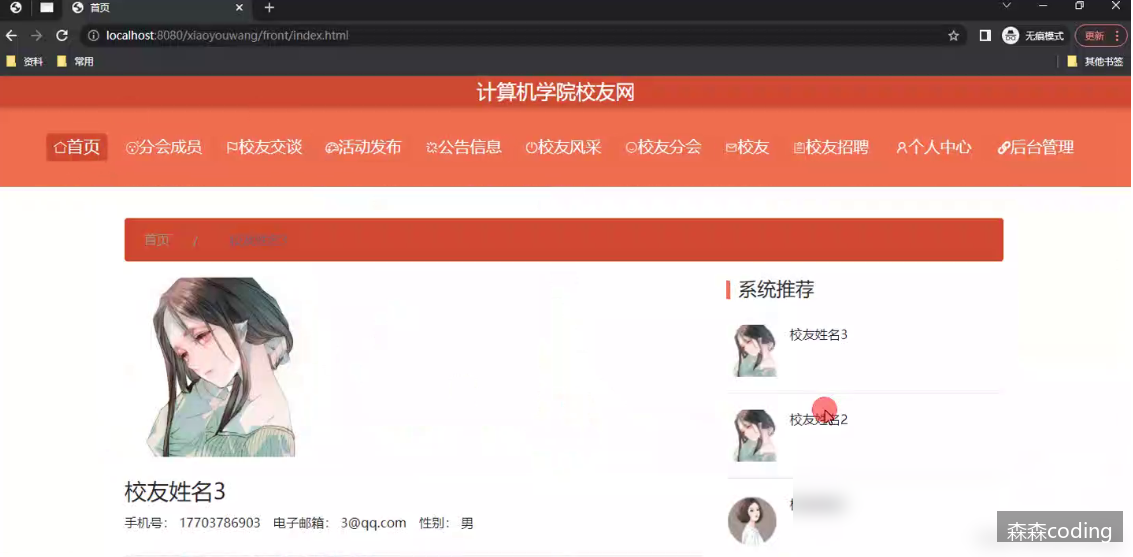 首页
localhost:8080/xiaoyouwang/front/index.html
无痕模式
更新
资料
常用
其他书签
计算机学院校友网
首页 分会成员 校友交谈 活动发布 公告信息 校友风采 校友分会 校友 校友招聘 个人中心 后台管理
首页 /
系统推荐
校友姓名3
校友姓名2
校友姓名3
手机号： 17703786903 电子邮箱： 3@qq.com 性别： 男
森森coding